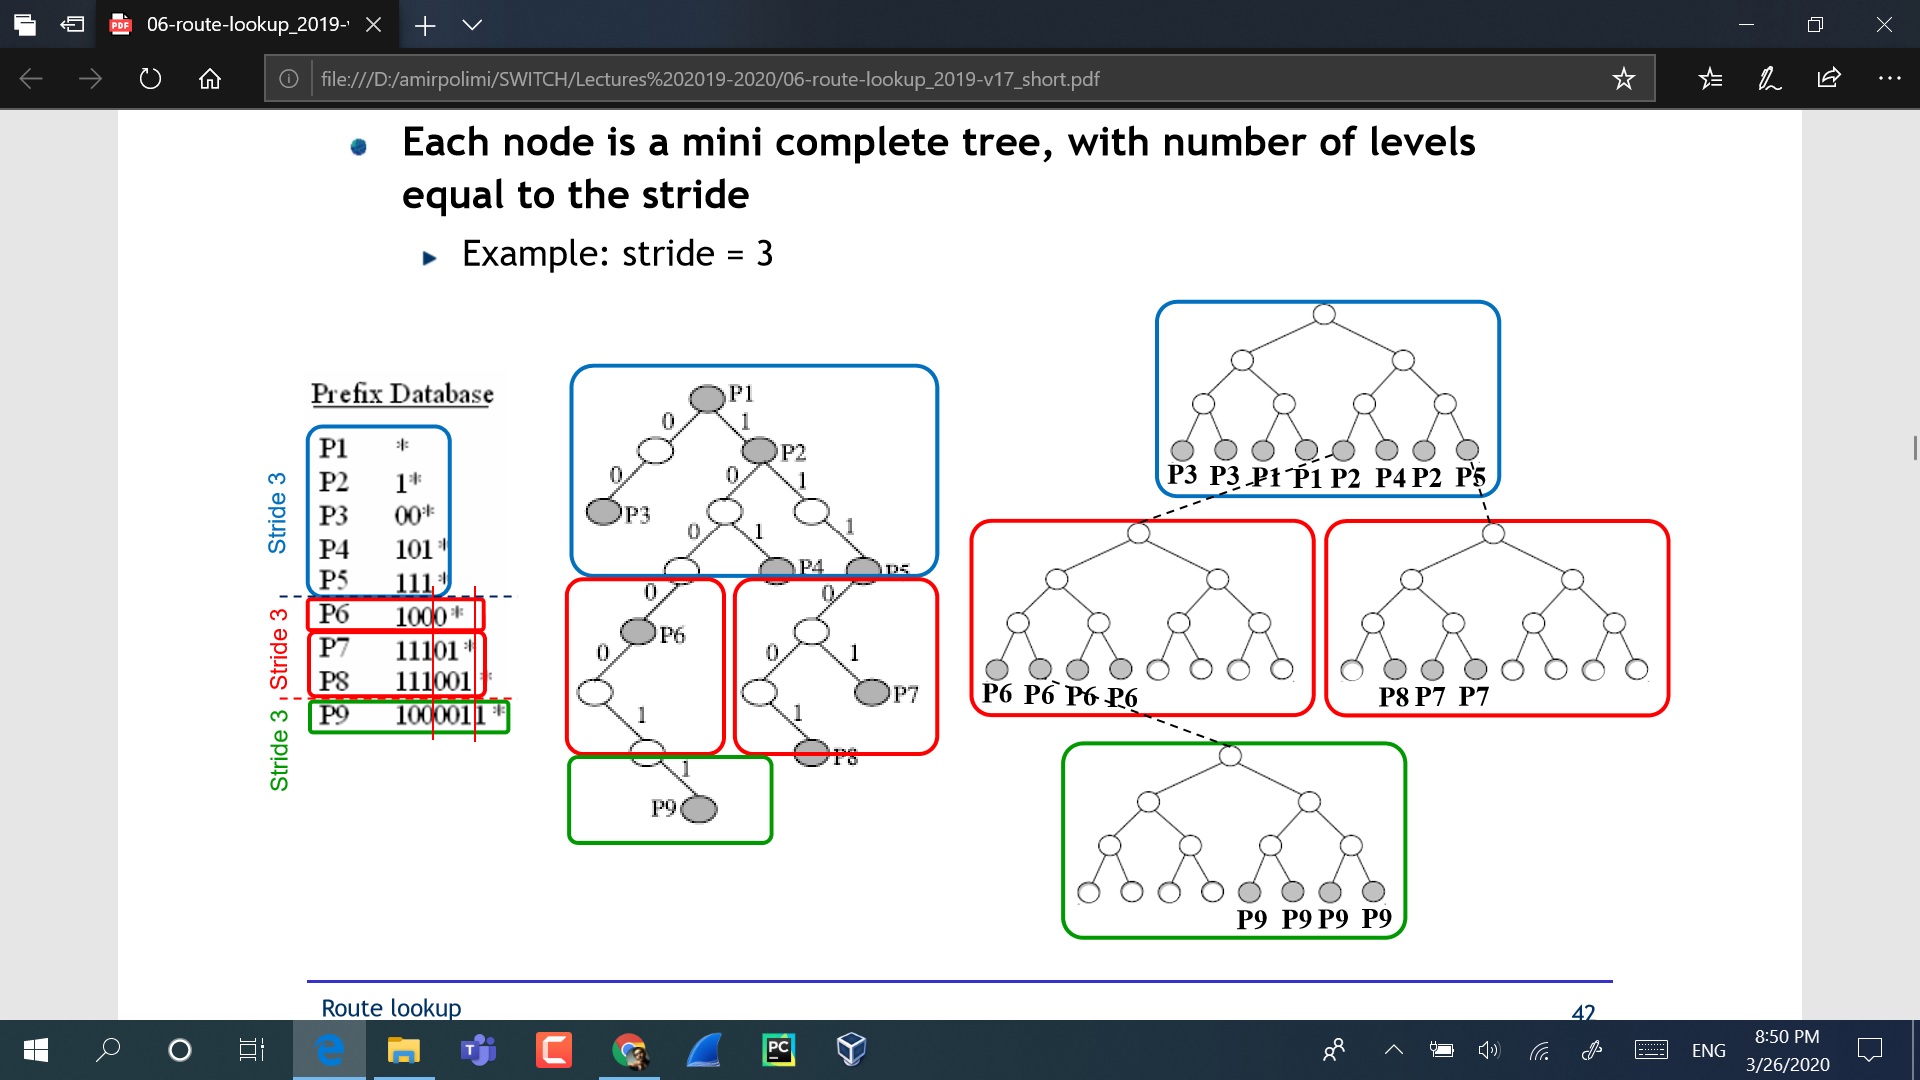 06-route-lookup_2019-v
file:///D:/amirpolimi/SWITCH/Lectures%202019-2020/06-route-lookup_2019-v17_short.pdf
Each node is a mini complete tree, with number of levels
equal to the stride
Example: stride = 3
Prefix Database
Stride 3
P1 *
P2 1*
P3 00*
P4 101*
P5 111*
Stride 3
P6 1000*
P7 11101*
P8 111001*
Stride 3
P9 1000011*
P1
0 1
P2
0 0 1
P3
0 1 1
P4 P5
0 0
P6
0 0 1
P7
1 1
P8
1
P9
P3 P3 P1 P1 P2 P4 P2 P5
P6 P6 P6 P6
P8 P7 P7
P9 P9 P9 P9
Route lookup
42
PDF
PC
ENG
8:50 PM
3/26/2020